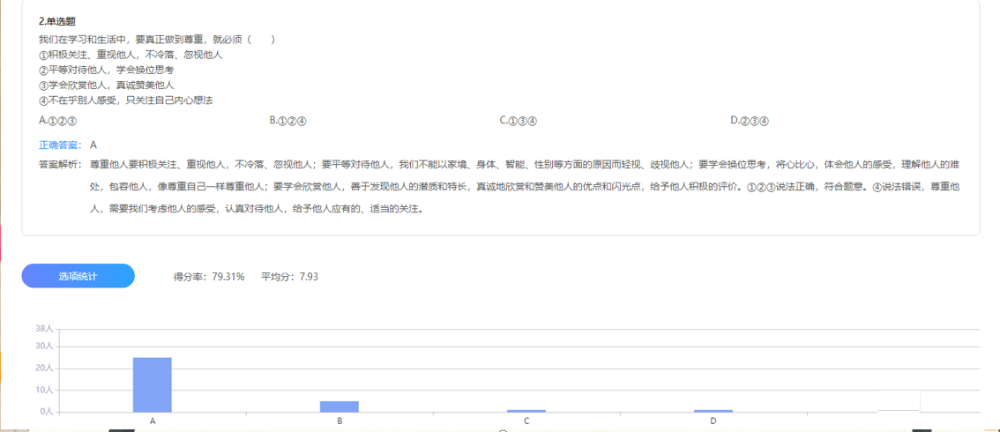 2.单选题
我们在学习和生活中，要真正做到尊重，就必须（　　）
①积极关注、重视他人，不冷落、忽视他人
②平等对待他人，学会换位思考
③学会欣赏他人，真诚赞美他人
④不在乎别人感受，只关注自己内心想法
A.①②③ B.①②④ C.①③④ D.②③④
正确答案： A
答案解析： 尊重他人要积极关注、重视他人，不冷落、忽视他人；要平等对待他人，我们不能以家境、身体、智能、性别等方面的原因而轻视、歧视他人；要学会换位思考，将心比心，体会他人的感受，理解他人的难
处，包容他人，像尊重自己一样尊重他人；要学会欣赏他人，善于发现他人的潜质和特长，真诚地欣赏和赞美他人的优点和闪光点，给予他人积极的评价。①②③说法正确，符合题意。④说法错误，尊重他
人，需要我们考虑他人的感受，认真对待他人，给予他人应有的、适当的关注。
选项统计 得分率：79.31% 平均分：7.93
38人
30人
20人
10人
0人
A B C D